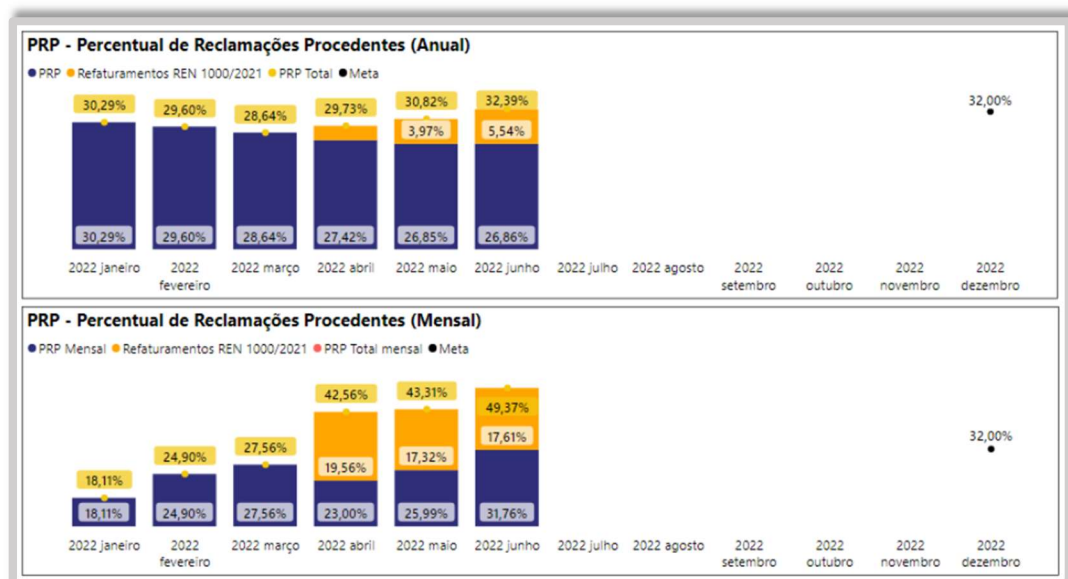 PRP - Percentual de Reclamações Procedentes (Anual)
PRP Refaturamentos REN 1000/2021 PRP Total Meta
30,29% 29,60% 28,64% 29,73% 30,82% 32,39% 32,00%
3,97% 5,54%
30,29% 29,60% 28,64% 27,42% 26,85% 26,86%
2022 janeiro 2022 fevereiro 2022 março 2022 abril 2022 maio 2022 junho 2022 julho 2022 agosto 2022 setembro 2022 outubro 2022 novembro 2022 dezembro
PRP - Percentual de Reclamações Procedentes (Mensal)
PRP Mensal Refaturamentos REN 1000/2021 PRP Total mensal Meta
18,11% 24,90% 27,56% 42,56% 43,31% 49,37% 32,00%
19,56% 17,32% 17,61%
18,11% 24,90% 27,56% 23,00% 25,99% 31,76%
2022 janeiro 2022 fevereiro 2022 março 2022 abril 2022 maio 2022 junho 2022 julho 2022 agosto 2022 setembro 2022 outubro 2022 novembro 2022 dezembro